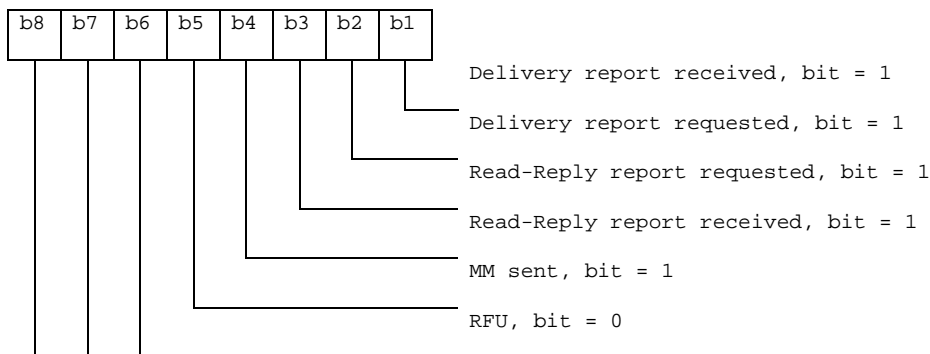 b8 b7 b6 b5 b4 b3 b2 b1
Delivery report received, bit = 1
Delivery report requested, bit = 1
Read-Reply report requested, bit = 1
Read-Reply report received, bit = 1
MM sent, bit = 1
RFU, bit = 0